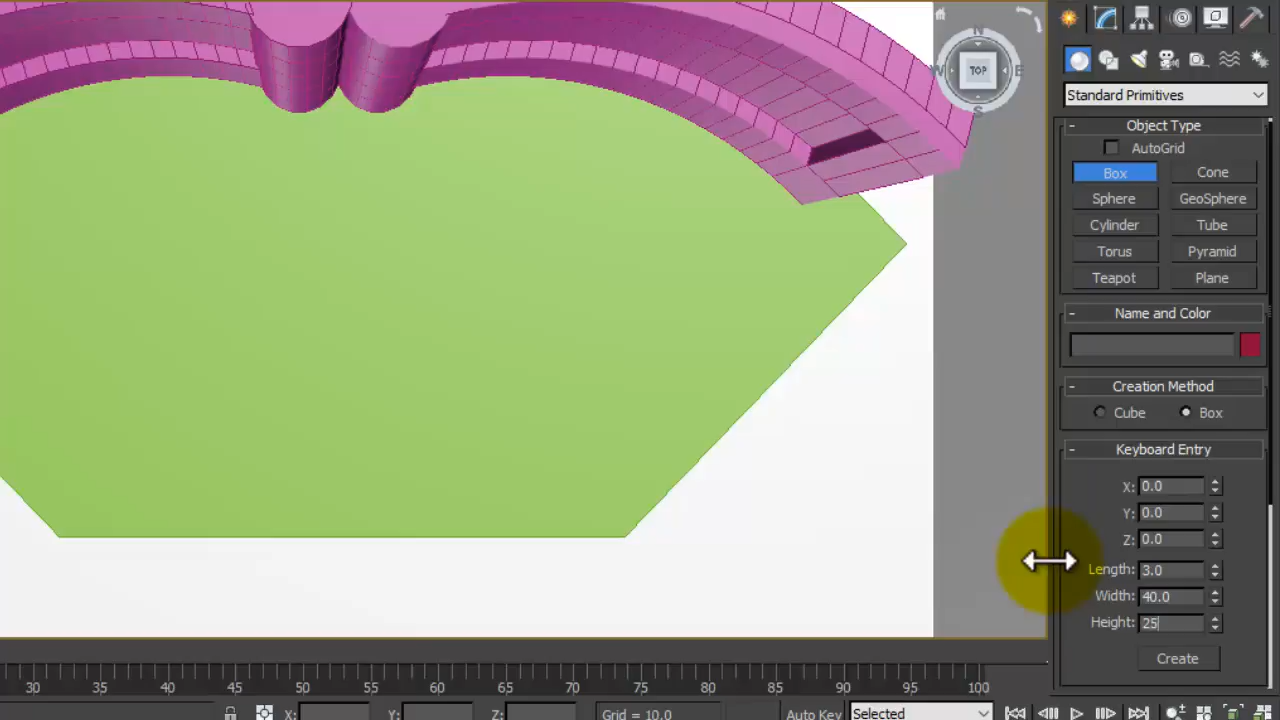 N
W TOP E
S
Standard Primitives
- Object Type
AutoGrid
Box Cone
Sphere GeoSphere
Cylinder Tube
Torus Pyramid
Teapot Plane
- Name and Color
- Creation Method
Cube Box
- Keyboard Entry
X: 0.0
Y: 0.0
Z: 0.0
Length: 3.0
Width: 40.0
Height: 25
Create
30 35 40 45 50 55 60 65 70 75 80 85 90 95 100
X: Y: Z: Grid = 10.0 Auto Key Selected